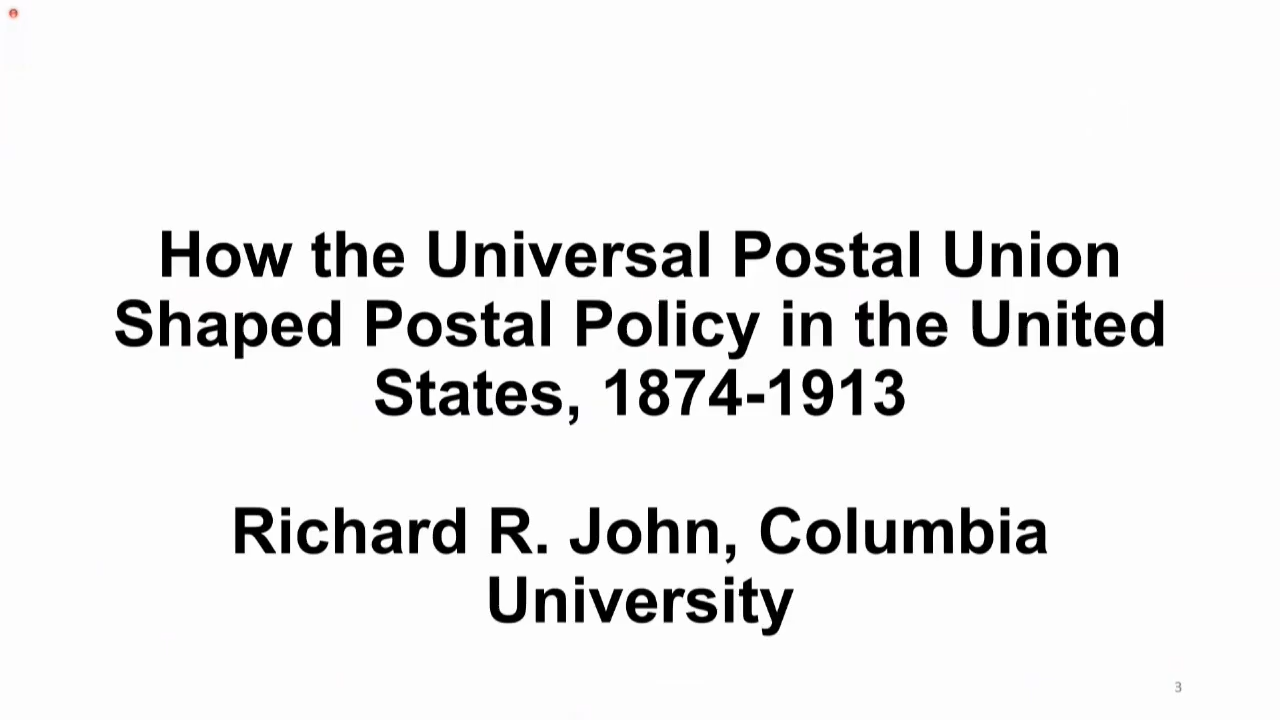 How the Universal Postal Union
Shaped Postal Policy in the United
States, 1874-1913
Richard R. John, Columbia
University
3